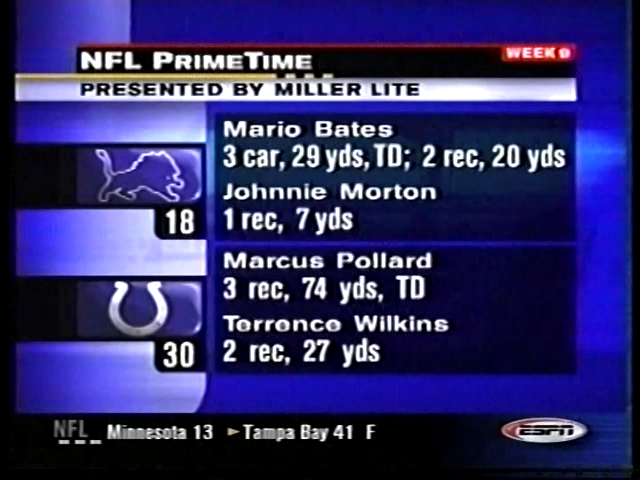 NFL PRIMETIME
WEEK 9
PRESENTED BY MILLER LITE
Mario Bates
3 car, 29 yds, TD; 2 rec, 20 yds
Johnnie Morton
18
1 rec, 7 yds
Marcus Pollard
3 rec, 74 yds, TD
Terrence Wilkins
30
2 rec, 27 yds
NFL Minnesota 13 ►Tampa Bay 41 F
ESPN